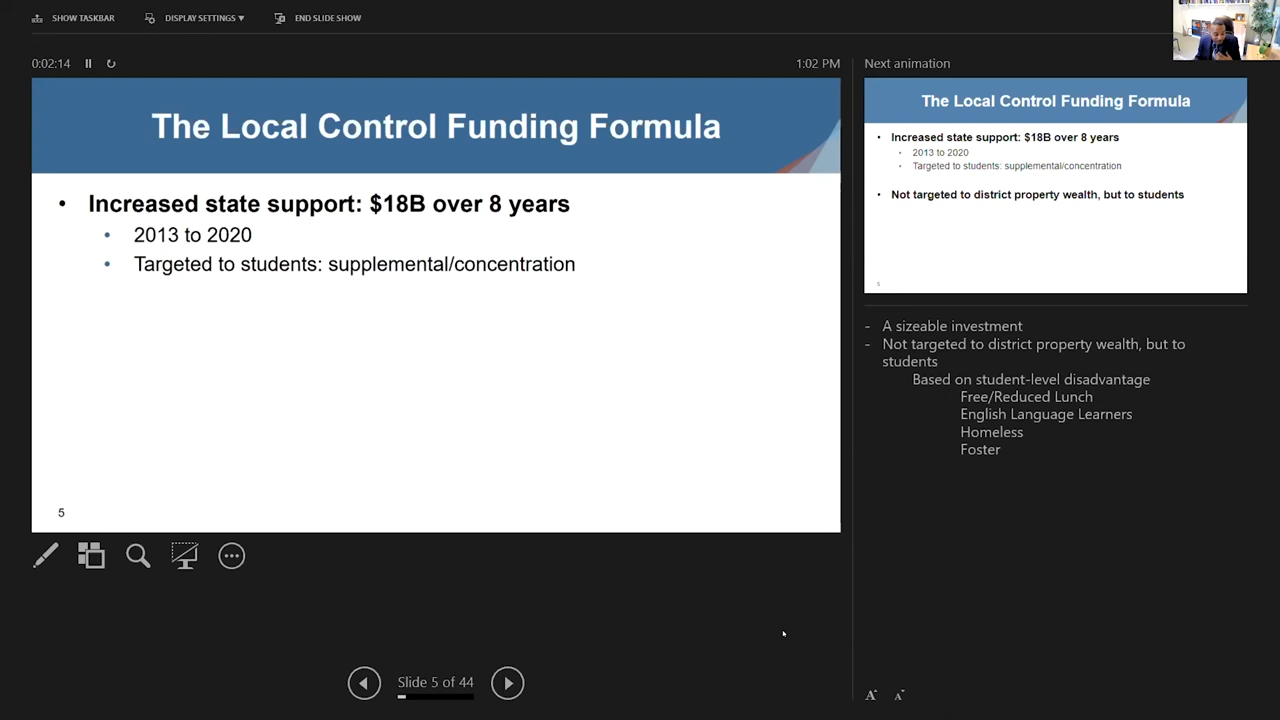 SHOW TASKBAR
DISPLAY SETTINGS ▼
END SLIDE SHOW
0:02:14
1:02 PM
The Local Control Funding Formula
• Increased state support: $18B over 8 years
• 2013 to 2020
• Targeted to students: supplemental/concentration
5
Slide 5 of 44
Next animation
The Local Control Funding Formula
• Increased state support: $18B over 8 years
• 2013 to 2020
• Targeted to students: supplemental/concentration
• Not targeted to district property wealth, but to students
5
- A sizeable investment
- Not targeted to district property wealth, but to
students
Based on student-level disadvantage
Free/Reduced Lunch
English Language Learners
Homeless
Foster
A A